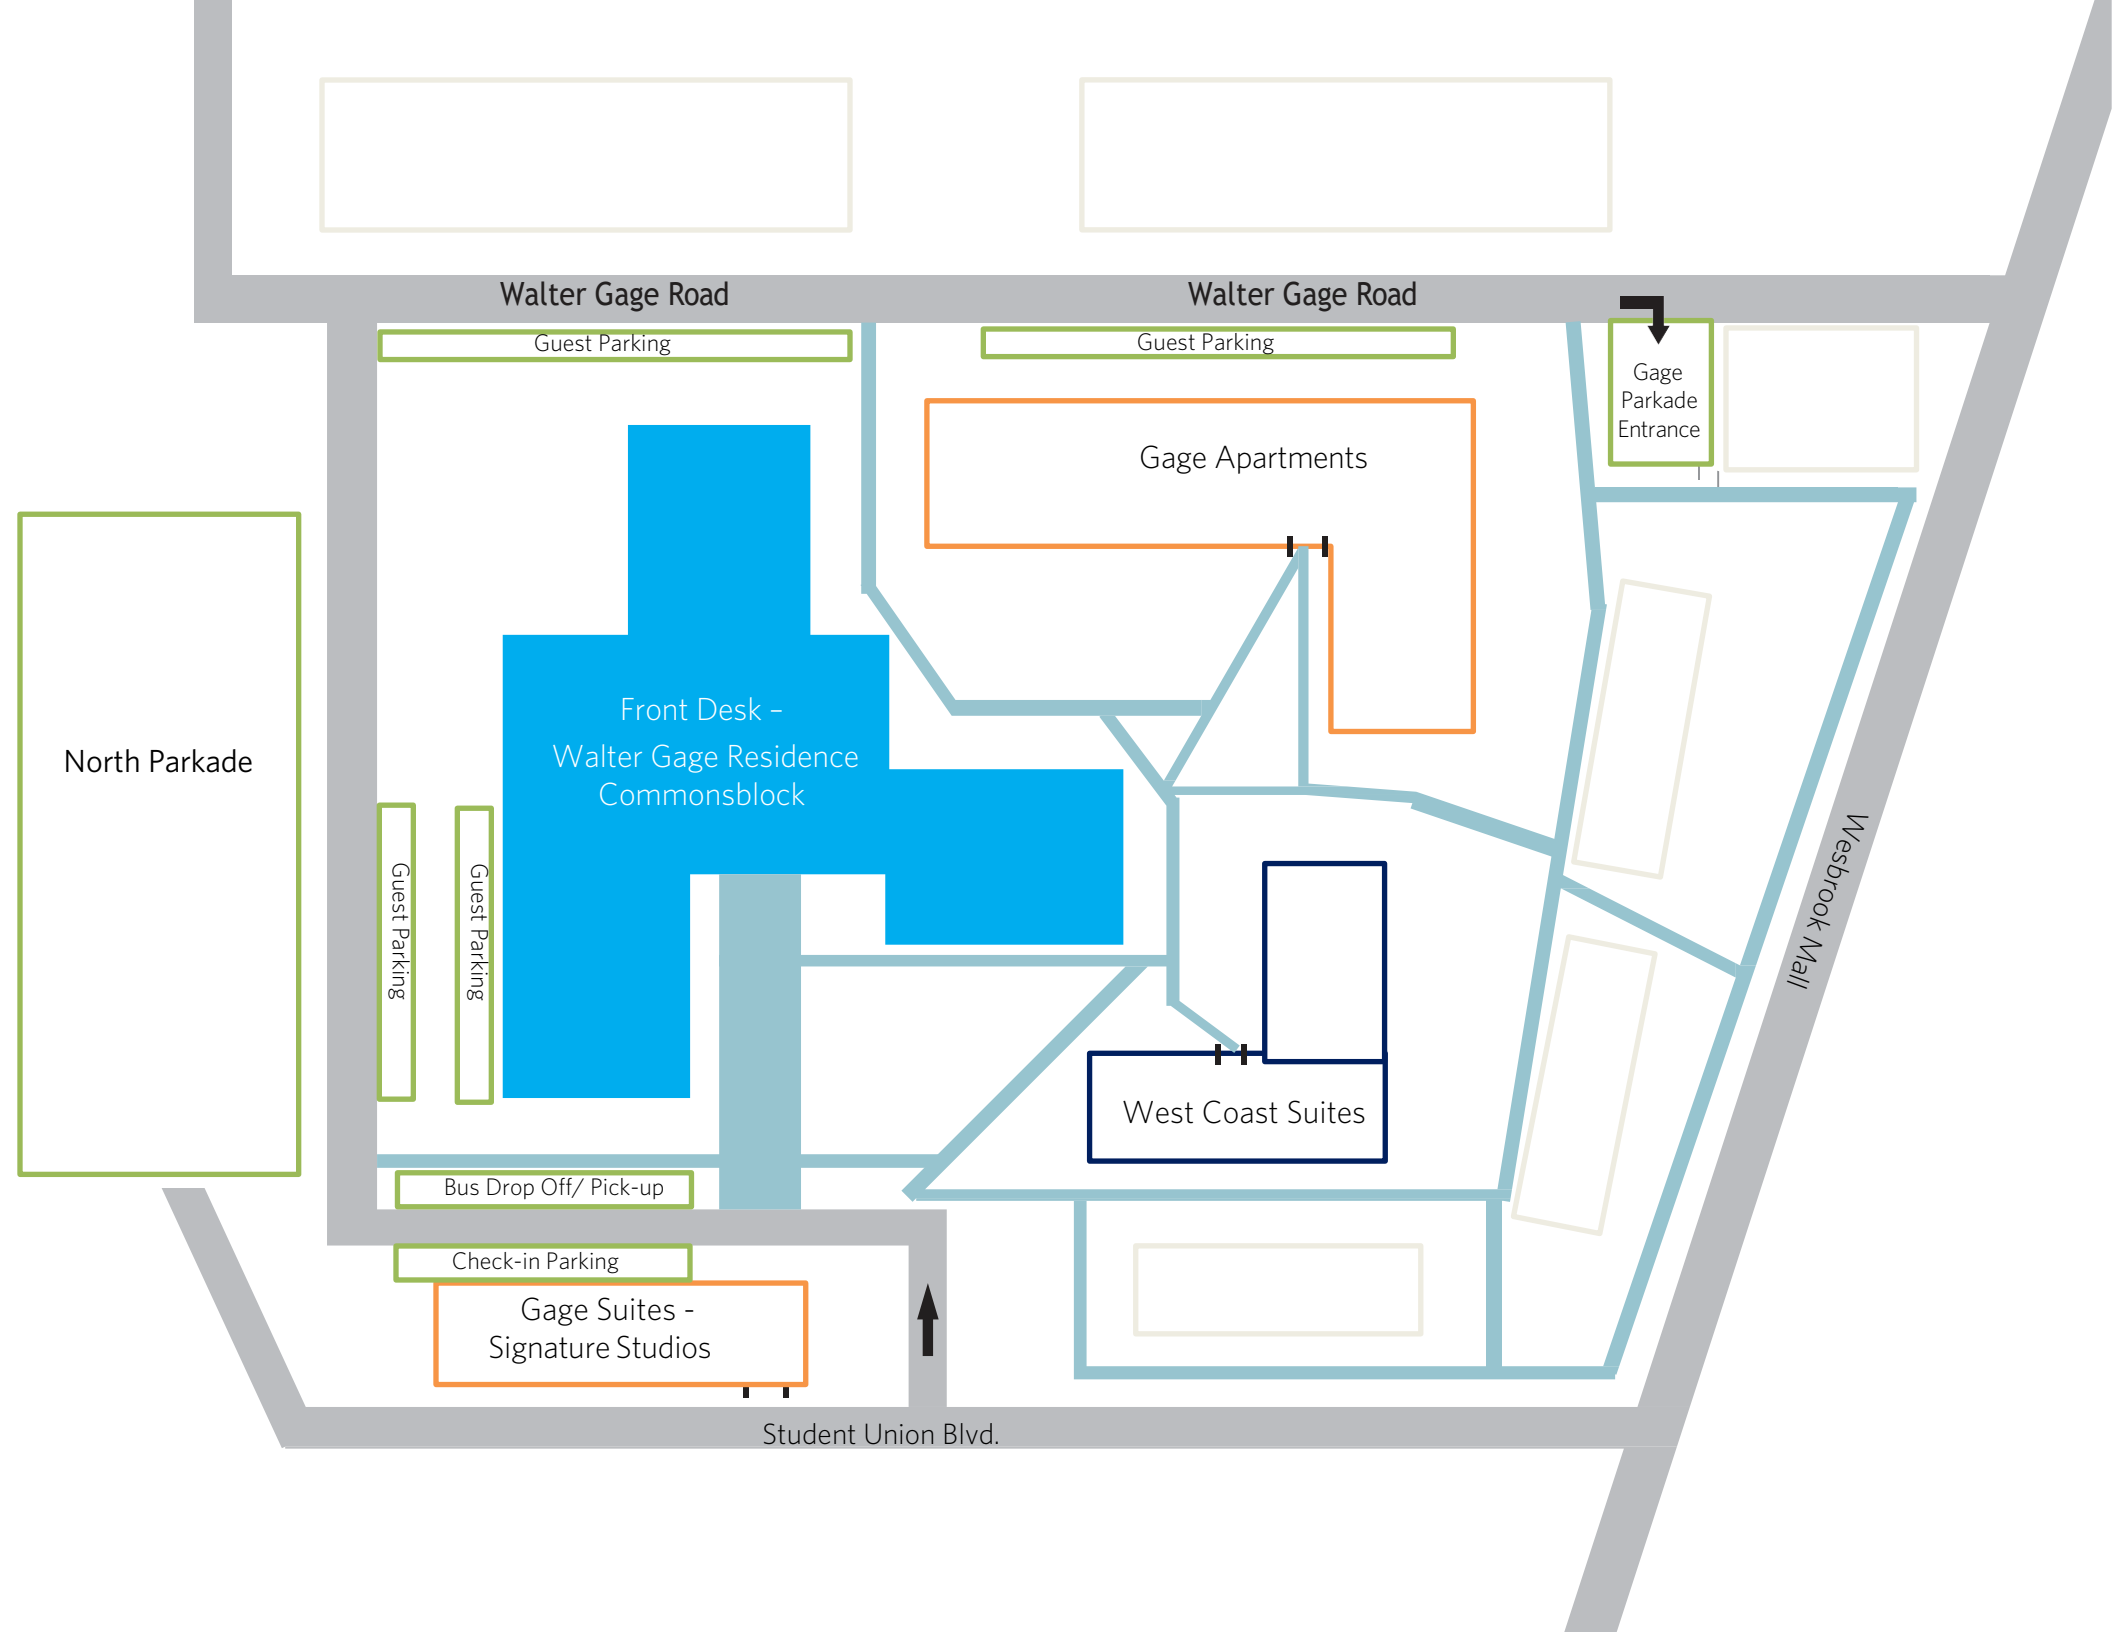 Walter Gage Road
Walter Gage Road
Guest Parking
Guest Parking
Gage
Parkade
Entrance
Gage Apartments
Front Desk –
Walter Gage Residence
Commonsblock
North Parkade
Guest Parking
Guest Parking
Wesbrook Mall
West Coast Suites
Bus Drop Off/ Pick-up
Check-in Parking
Gage Suites -
Signature Studios
Student Union Blvd.